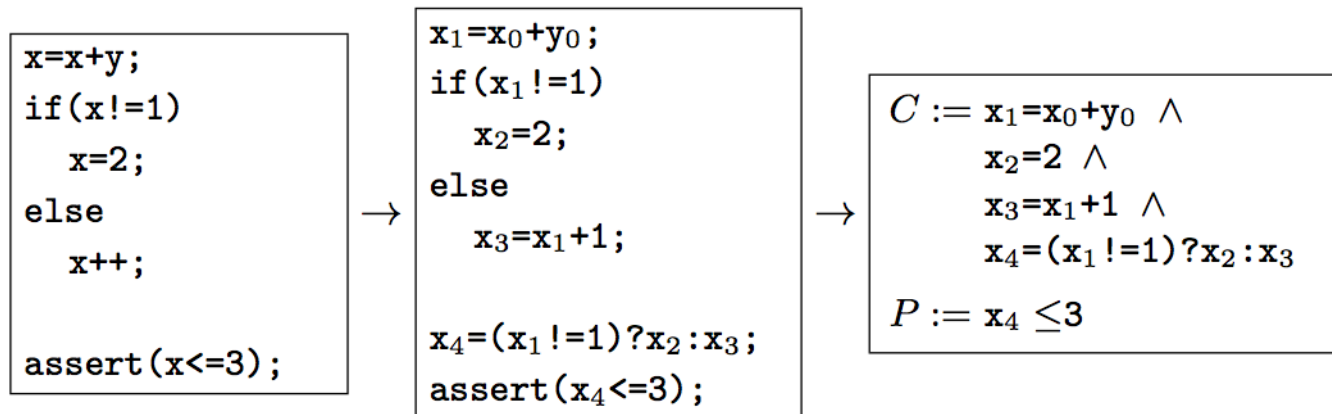 x=x+y;
if(x!=1)
x=2;
else
x++;
assert(x<=3);
→
x₁=x₀+y₀;
if(x₁!=1)
x₂=2;
else
x₃=x₁+1;
x₄=(x₁!=1)?x₂:x₃;
assert(x₄<=3);
→
C := x₁=x₀+y₀ ∧
x₂=2 ∧
x₃=x₁+1 ∧
x₄=(x₁!=1)?x₂:x₃
P := x₄ ≤3